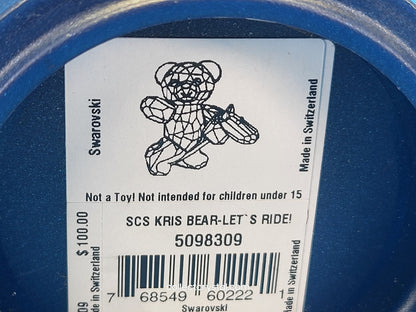 Swarovski
Made in Switzerland
Not a Toy! Not intended for children under 15
SCS KRIS BEAR-LET`S RIDE!
5098309
$ 100.00
Made in Switzerland
09
7 68549 60222 1
Swarovski
Made in Switzerland